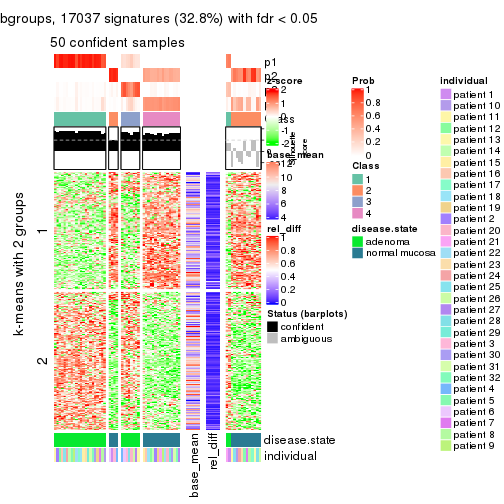 bgroups, 17037 signatures (32.8%) with fdr < 0.05
50 confident samples
p1
p2
z-score
2
1
0
-1
-2
base_mean
12
10
8
6
4
rel_diff
1
0.8
0.6
0.4
0.2
0
Status (barplots)
confident
ambiguous
Prob
1
0.8
0.6
0.4
0.2
0
Class
1
2
3
4
disease.state
adenoma
normal mucosa
individual
patient 1
patient 10
patient 11
patient 12
patient 13
patient 14
patient 15
patient 16
patient 17
patient 18
patient 19
patient 2
patient 20
patient 21
patient 22
patient 23
patient 24
patient 25
patient 26
patient 27
patient 28
patient 29
patient 3
patient 30
patient 31
patient 32
patient 4
patient 5
patient 6
patient 7
patient 8
patient 9
k-means with 2 groups
1
2
disease.state
individual
base_mean
rel_diff